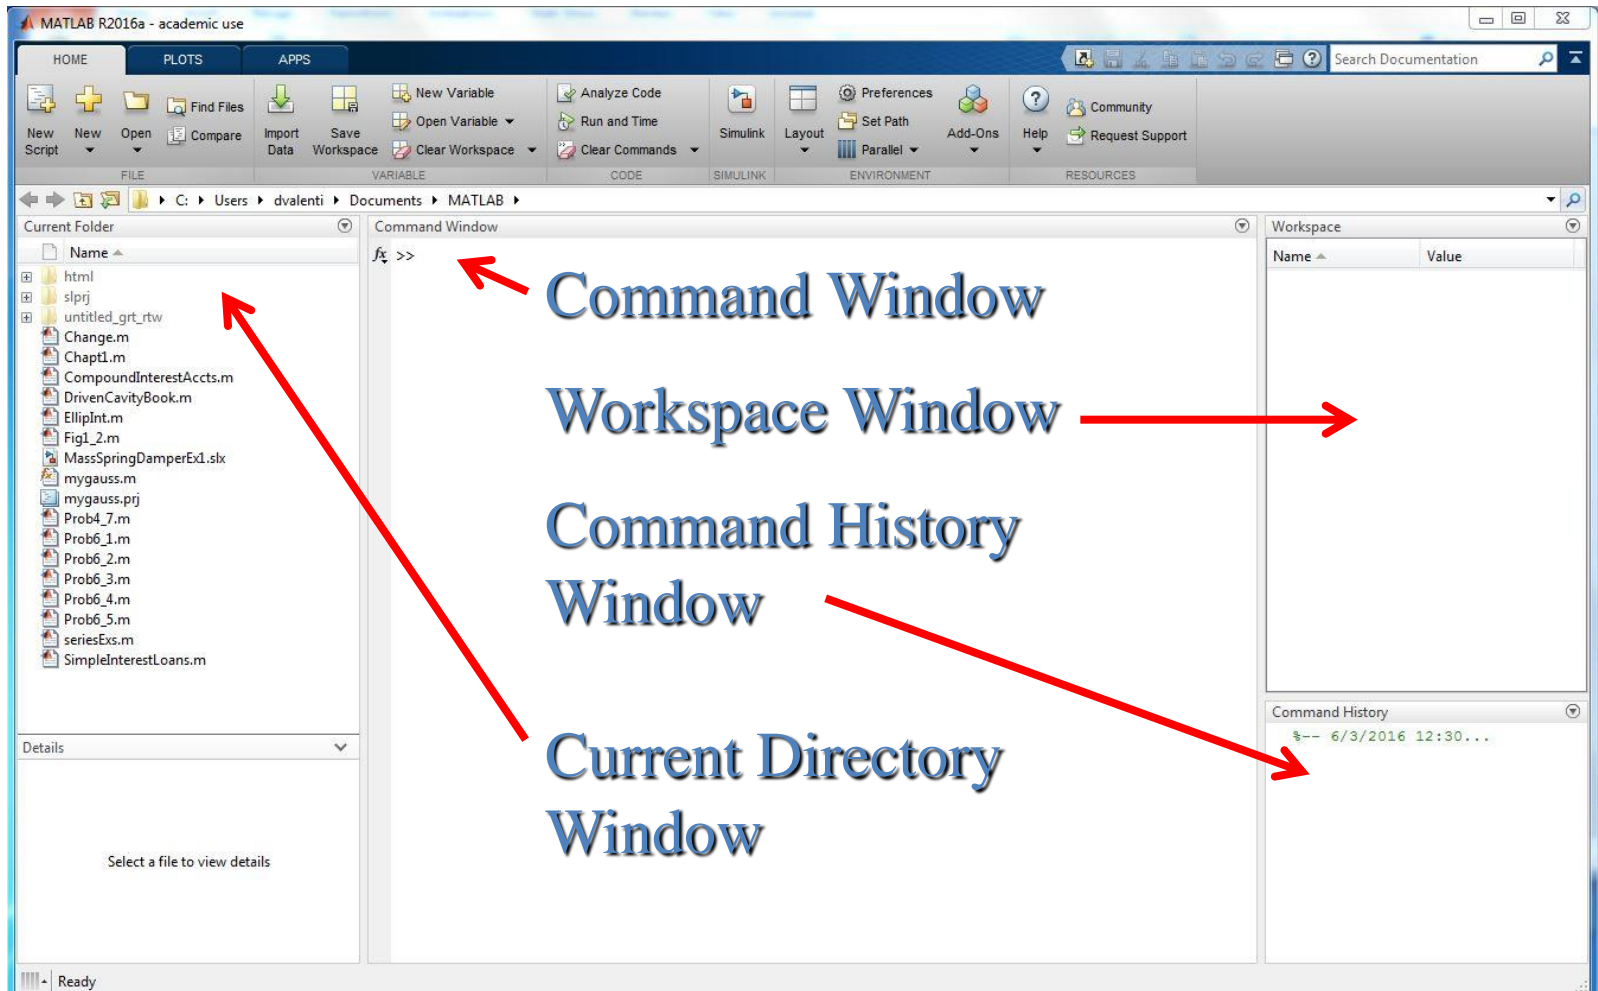 MATLAB R2016a - academic use
HOME PLOTS APPS
Search Documentation
New Script
New
Open
Find Files
Compare
Import Data
Save Workspace
New Variable
Open Variable
Clear Workspace
Analyze Code
Run and Time
Clear Commands
Simulink
Layout
Preferences
Set Path
Parallel
Add-Ons
Help
Community
Request Support
FILE VARIABLE CODE SIMULINK ENVIRONMENT RESOURCES
C: Users dvalenti Documents MATLAB
Current Folder
Name
html
slprj
untitled_grt_rtw
Change.m
Chapt1.m
CompoundInterestAccts.m
DrivenCavityBook.m
EllipInt.m
Fig1_2.m
MassSpringDamperEx1.slx
mygauss.m
mygauss.prj
Prob4_7.m
Prob6_1.m
Prob6_2.m
Prob6_3.m
Prob6_4.m
Prob6_5.m
seriesExs.m
SimpleInterestLoans.m
Details
Select a file to view details
Command Window
fx >>
Command Window
Workspace Window
Command History
Window
Current Directory
Window
Workspace
Name Value
Command History
%-- 6/3/2016 12:30...
Ready